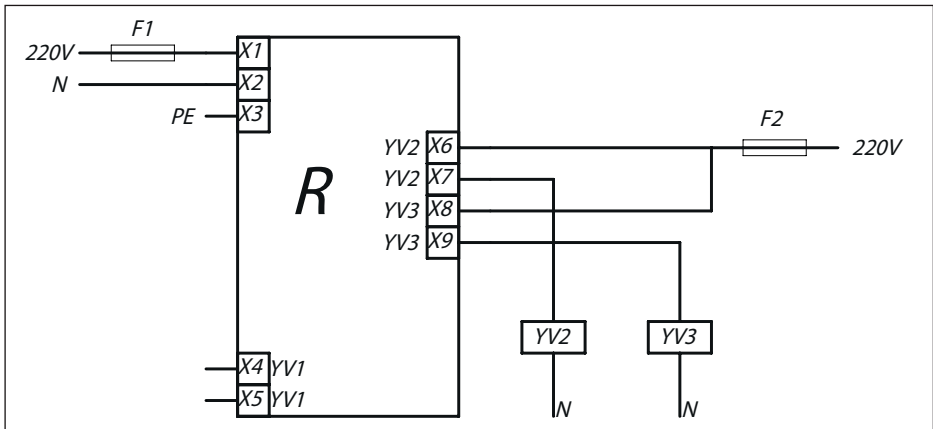 F1
220V X1
N X2
PE X3
F2
YV2 X6 220V
YV2 X7
R
YV3 X8
YV3 X9
YV2 YV3
X4 YV1
X5 YV1
N N